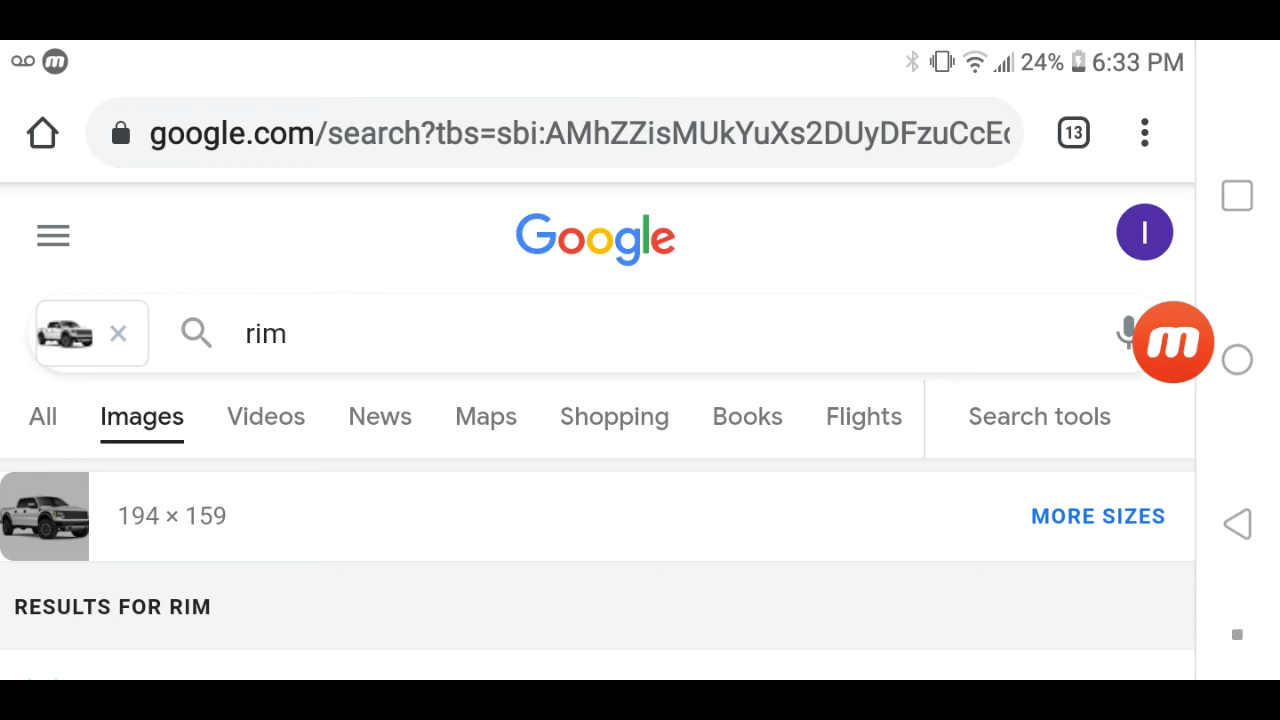 24% 6:33 PM
google.com/search?tbs=sbi:AMhZZisMUkYuXs2DUyDFzuCcE
13
Google
I
rim
m
All Images Videos News Maps Shopping Books Flights Search tools
194 × 159 MORE SIZES
RESULTS FOR RIM